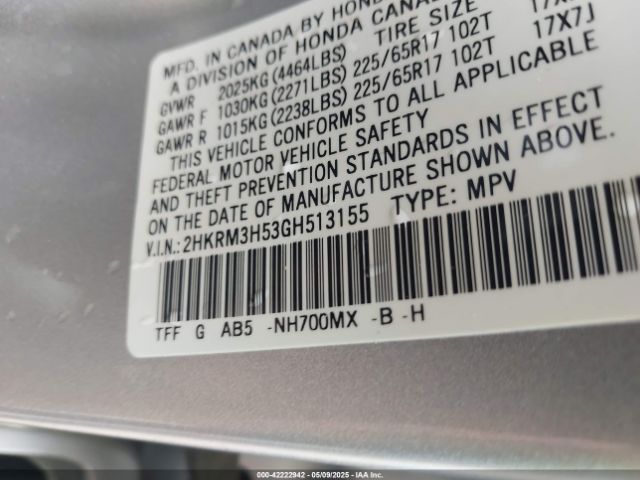 MFD. IN CANADA BY HONDA
A DIVISION OF HONDA CANADA
TIRE SIZE
GVWR 2025KG(4464LBS)
GAWR F 1030KG(2271LBS) 225/65R17 102T 17X7J
GAWR R 1015KG(2238LBS) 225/65R17 102T 17X7J
THIS VEHICLE CONFORMS TO ALL APPLICABLE
FEDERAL MOTOR VEHICLE SAFETY
AND THEFT PREVENTION STANDARDS IN EFFECT
ON THE DATE OF MANUFACTURE SHOWN ABOVE.
V.I.N.: 2HKRM3H53GH513155 TYPE: MPV
TFF G AB5 -NH700MX -B -H
000-42222942 - 05/09/2025 - IAA Inc.